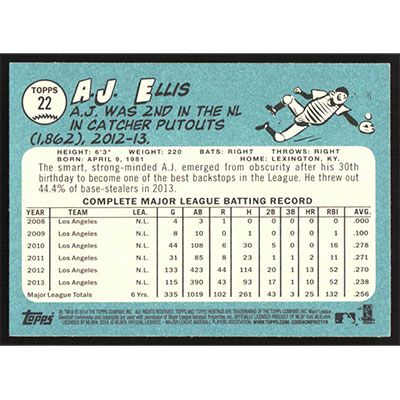 TOPPS
22
A.J. ELLIS
A.J. WAS 2ND IN THE NL
IN CATCHER PUTOUTS
(1,862), 2012-13.
HEIGHT: 6'3" WEIGHT: 220 BATS: RIGHT THROWS: RIGHT
BORN: APRIL 9, 1981 HOME: LEXINGTON, KY.
The smart, strong-minded A.J. emerged from obscurity after his 30th
birthday to become one of the best backstops in the League. He threw out
44.4% of base-stealers in 2013.
COMPLETE MAJOR LEAGUE BATTING RECORD
YEAR TEAM LEA. G AB R H 2B 3B HR RBI AVG.
2008 Los Angeles N.L. 4 3 1 0 0 0 0 0 .000
2009 Los Angeles N.L. 8 10 0 1 0 0 0 1 .100
2010 Los Angeles N.L. 44 108 6 30 5 0 0 16 .278
2011 Los Angeles N.L. 31 85 8 23 1 0 2 11 .271
2012 Los Angeles N.L. 133 423 44 114 20 1 13 52 .270
2013 Los Angeles N.L. 115 390 43 93 17 1 10 52 .238
Major League Totals 6 Yrs. 335 1019 261 43 25 132 .256
Topps